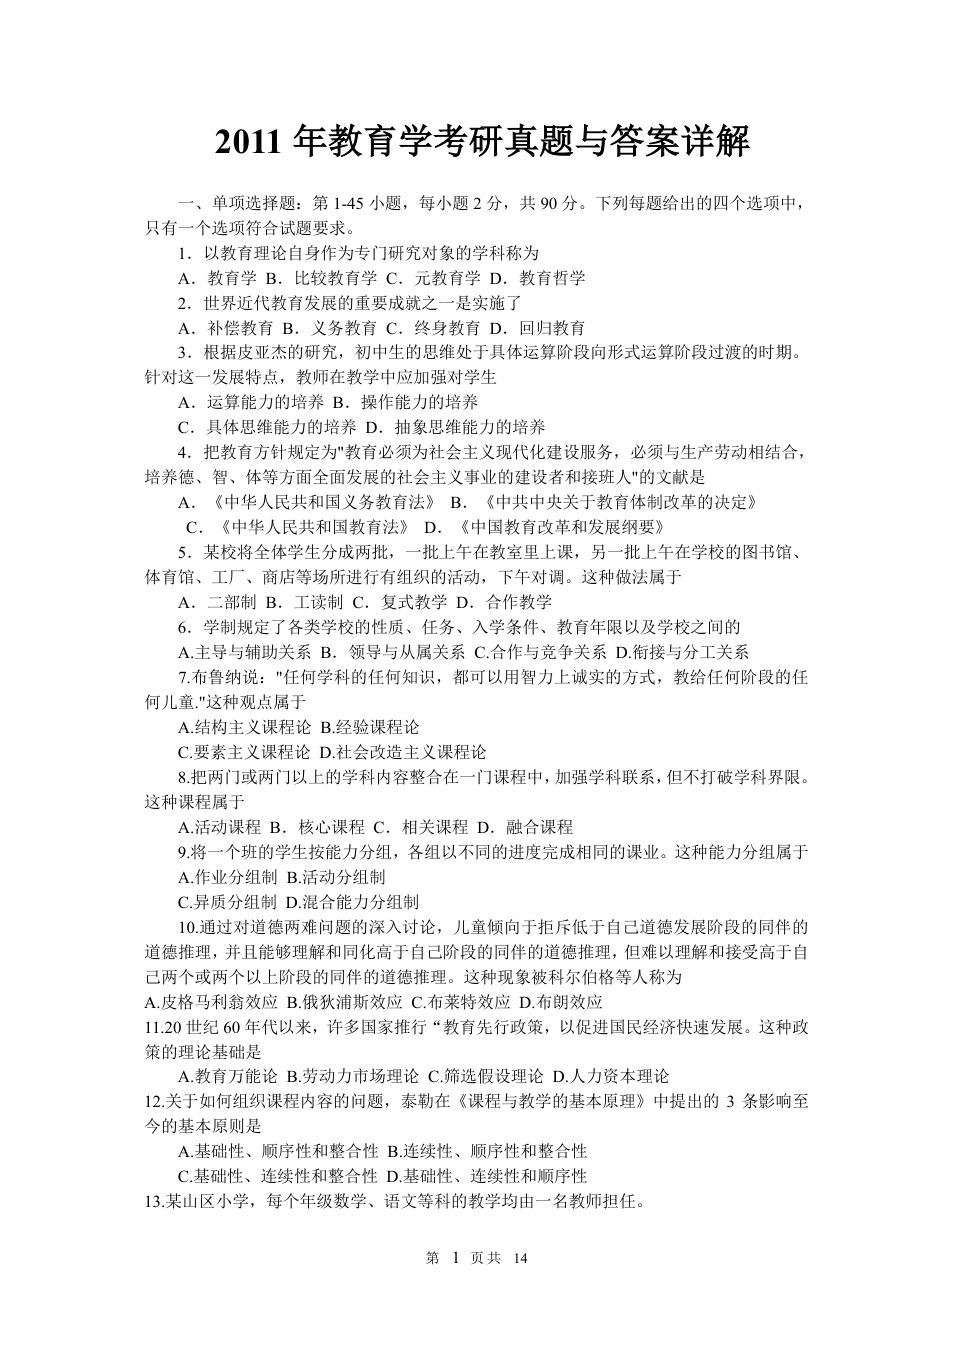 2011 年教育学考研真题与答案详解
一、单项选择题：第 1-45 小题，每小题 2 分，共 90 分。下列每题给出的四个选项中，
只有一个选项符合试题要求。
1．以教育理论自身作为专门研究对象的学科称为
A．教育学 B．比较教育学 C．元教育学 D．教育哲学
2．世界近代教育发展的重要成就之一是实施了
A．补偿教育 B．义务教育 C．终身教育 D．回归教育
3．根据皮亚杰的研究，初中生的思维处于具体运算阶段向形式运算阶段过渡的时期。
针对这一发展特点，教师在教学中应加强对学生
A．运算能力的培养 B．操作能力的培养
C．具体思维能力的培养 D．抽象思维能力的培养
4．把教育方针规定为"教育必须为社会主义现代化建设服务，必须与生产劳动相结合，
培养德、智、体等方面全面发展的社会主义事业的建设者和接班人"的文献是
A．《中华人民共和国义务教育法》 B．《中共中央关于教育体制改革的决定》
C．《中华人民共和国教育法》 D．《中国教育改革和发展纲要》
5．某校将全体学生分成两批，一批上午在教室里上课，另一批上午在学校的图书馆、
体育馆、工厂、商店等场所进行有组织的活动，下午对调。这种做法属于
A．二部制 B．工读制 C．复式教学 D．合作教学
6．学制规定了各类学校的性质、任务、入学条件、教育年限以及学校之间的
A.主导与辅助关系 B．领导与从属关系 C.合作与竞争关系 D.衔接与分工关系
7.布鲁纳说："任何学科的任何知识，都可以用智力上诚实的方式，教给任何阶段的任
何儿童."这种观点属于
A.结构主义课程论 B.经验课程论
C.要素主义课程论 D.社会改造主义课程论
8.把两门或两门以上的学科内容整合在一门课程中，加强学科联系，但不打破学科界限。
这种课程属于
A.活动课程 B．核心课程 C．相关课程 D．融合课程
9.将一个班的学生按能力分组，各组以不同的进度完成相同的课业。这种能力分组属于
A.作业分组制 B.活动分组制
C.异质分组制 D.混合能力分组制
10.通过对道德两难问题的深入讨论，儿童倾向于拒斥低于自己道德发展阶段的同伴的
道德推理，并且能够理解和同化高于自己阶段的同伴的道德推理，但难以理解和接受高于自
己两个或两个以上阶段的同伴的道德推理。这种现象被科尔伯格等人称为
A.皮格马利翁效应 B.俄狄浦斯效应 C.布莱特效应 D.布朗效应
11.20 世纪 60 年代以来，许多国家推行“教育先行政策，以促进国民经济快速发展。这种政
策的理论基础是
A.教育万能论 B.劳动力市场理论 C.筛选假设理论 D.人力资本理论
12.关于如何组织课程内容的问题，泰勒在《课程与教学的基本原理》中提出的 3 条影响至
今的基本原则是
A.基础性、顺序性和整合性 B.连续性、顺序性和整合性
C.基础性、连续性和整合性 D.基础性、连续性和顺序性
13.某山区小学，每个年级数学、语文等科的教学均由一名教师担任。
第 1 页共 14